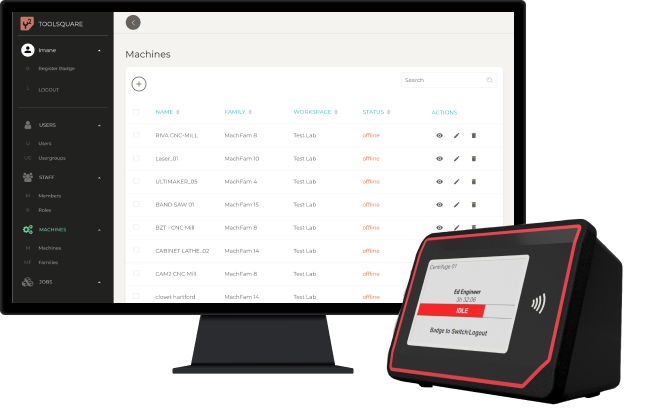 TOOLSQUARE
Imane
Register Badge
LOGOUT
USERS
U Users
UG Usergroups
STAFF
M Members
R Roles
MACHINES
M Machines
MF Families
JOBS
Machines
Search
NAME FAMILY WORKSPACE STATUS ACTIONS
BIVA CNC-MILL MachFam 8 Test Lab offline
Laser_01 MachFam 10 Test Lab offline
ULTIMAKER_05 MachFam 4 Test Lab offline
BAND SAW 01 MachFam 15 Test Lab offline
BZT - CNC Mill MachFam 8 Test Lab offline
CABINET LATHE_02 MachFam 14 Test Lab offline
GAM2 CNC Mill MachFam 8 Test Lab offline
closet hartford MachFam 14 Test Lab offline
Centrifuge 01
Ed Engineer
3h 32:06
IDLE
Badge to Switch/Logout